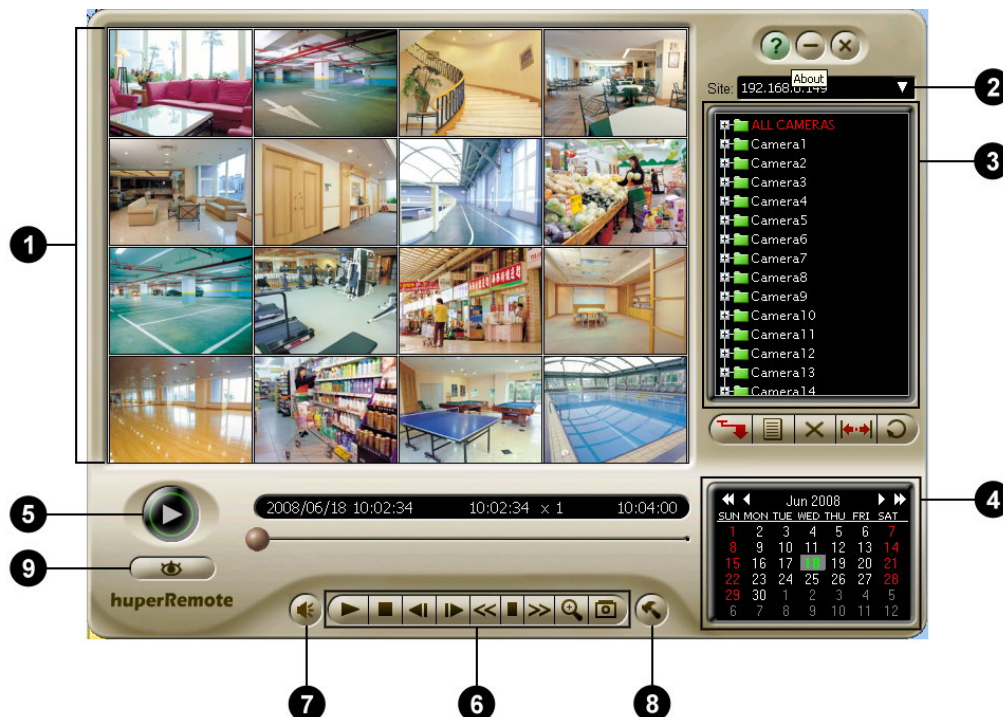 1
2
3
4
5
6
7
8
9
?
About
Site: 192.168.0.149
ALL CAMERAS
Camera1
Camera2
Camera3
Camera4
Camera5
Camera6
Camera7
Camera8
Camera9
Camera10
Camera11
Camera12
Camera13
Camera14
2008/06/18 10:02:34 10:02:34 × 1 10:04:00
huperRemote
Jun 2008
SUN MON TUE WED THU FRI SAT
1 2 3 4 5 6 7
8 9 10 11 12 13 14
15 16 17 18 19 20 21
22 23 24 25 26 27 28
29 30 1 2 3 4 5
6 7 8 9 10 11 12